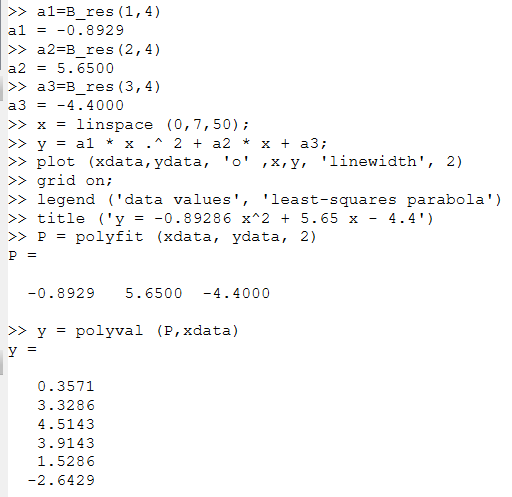 >> a1=B_res(1,4)
a1 = -0.8929
>> a2=B_res(2,4)
a2 = 5.6500
>> a3=B_res(3,4)
a3 = -4.4000
>> x = linspace (0,7,50);
>> y = a1 * x .^ 2 + a2 * x + a3;
>> plot (xdata,ydata, 'o' ,x,y, 'linewidth', 2)
>> grid on;
>> legend ('data values', 'least-squares parabola')
>> title ('y = -0.89286 x^2 + 5.65 x - 4.4')
>> P = polyfit (xdata, ydata, 2)
P =
-0.8929 5.6500 -4.4000
>> y = polyval (P,xdata)
y =
0.3571
3.3286
4.5143
3.9143
1.5286
-2.6429